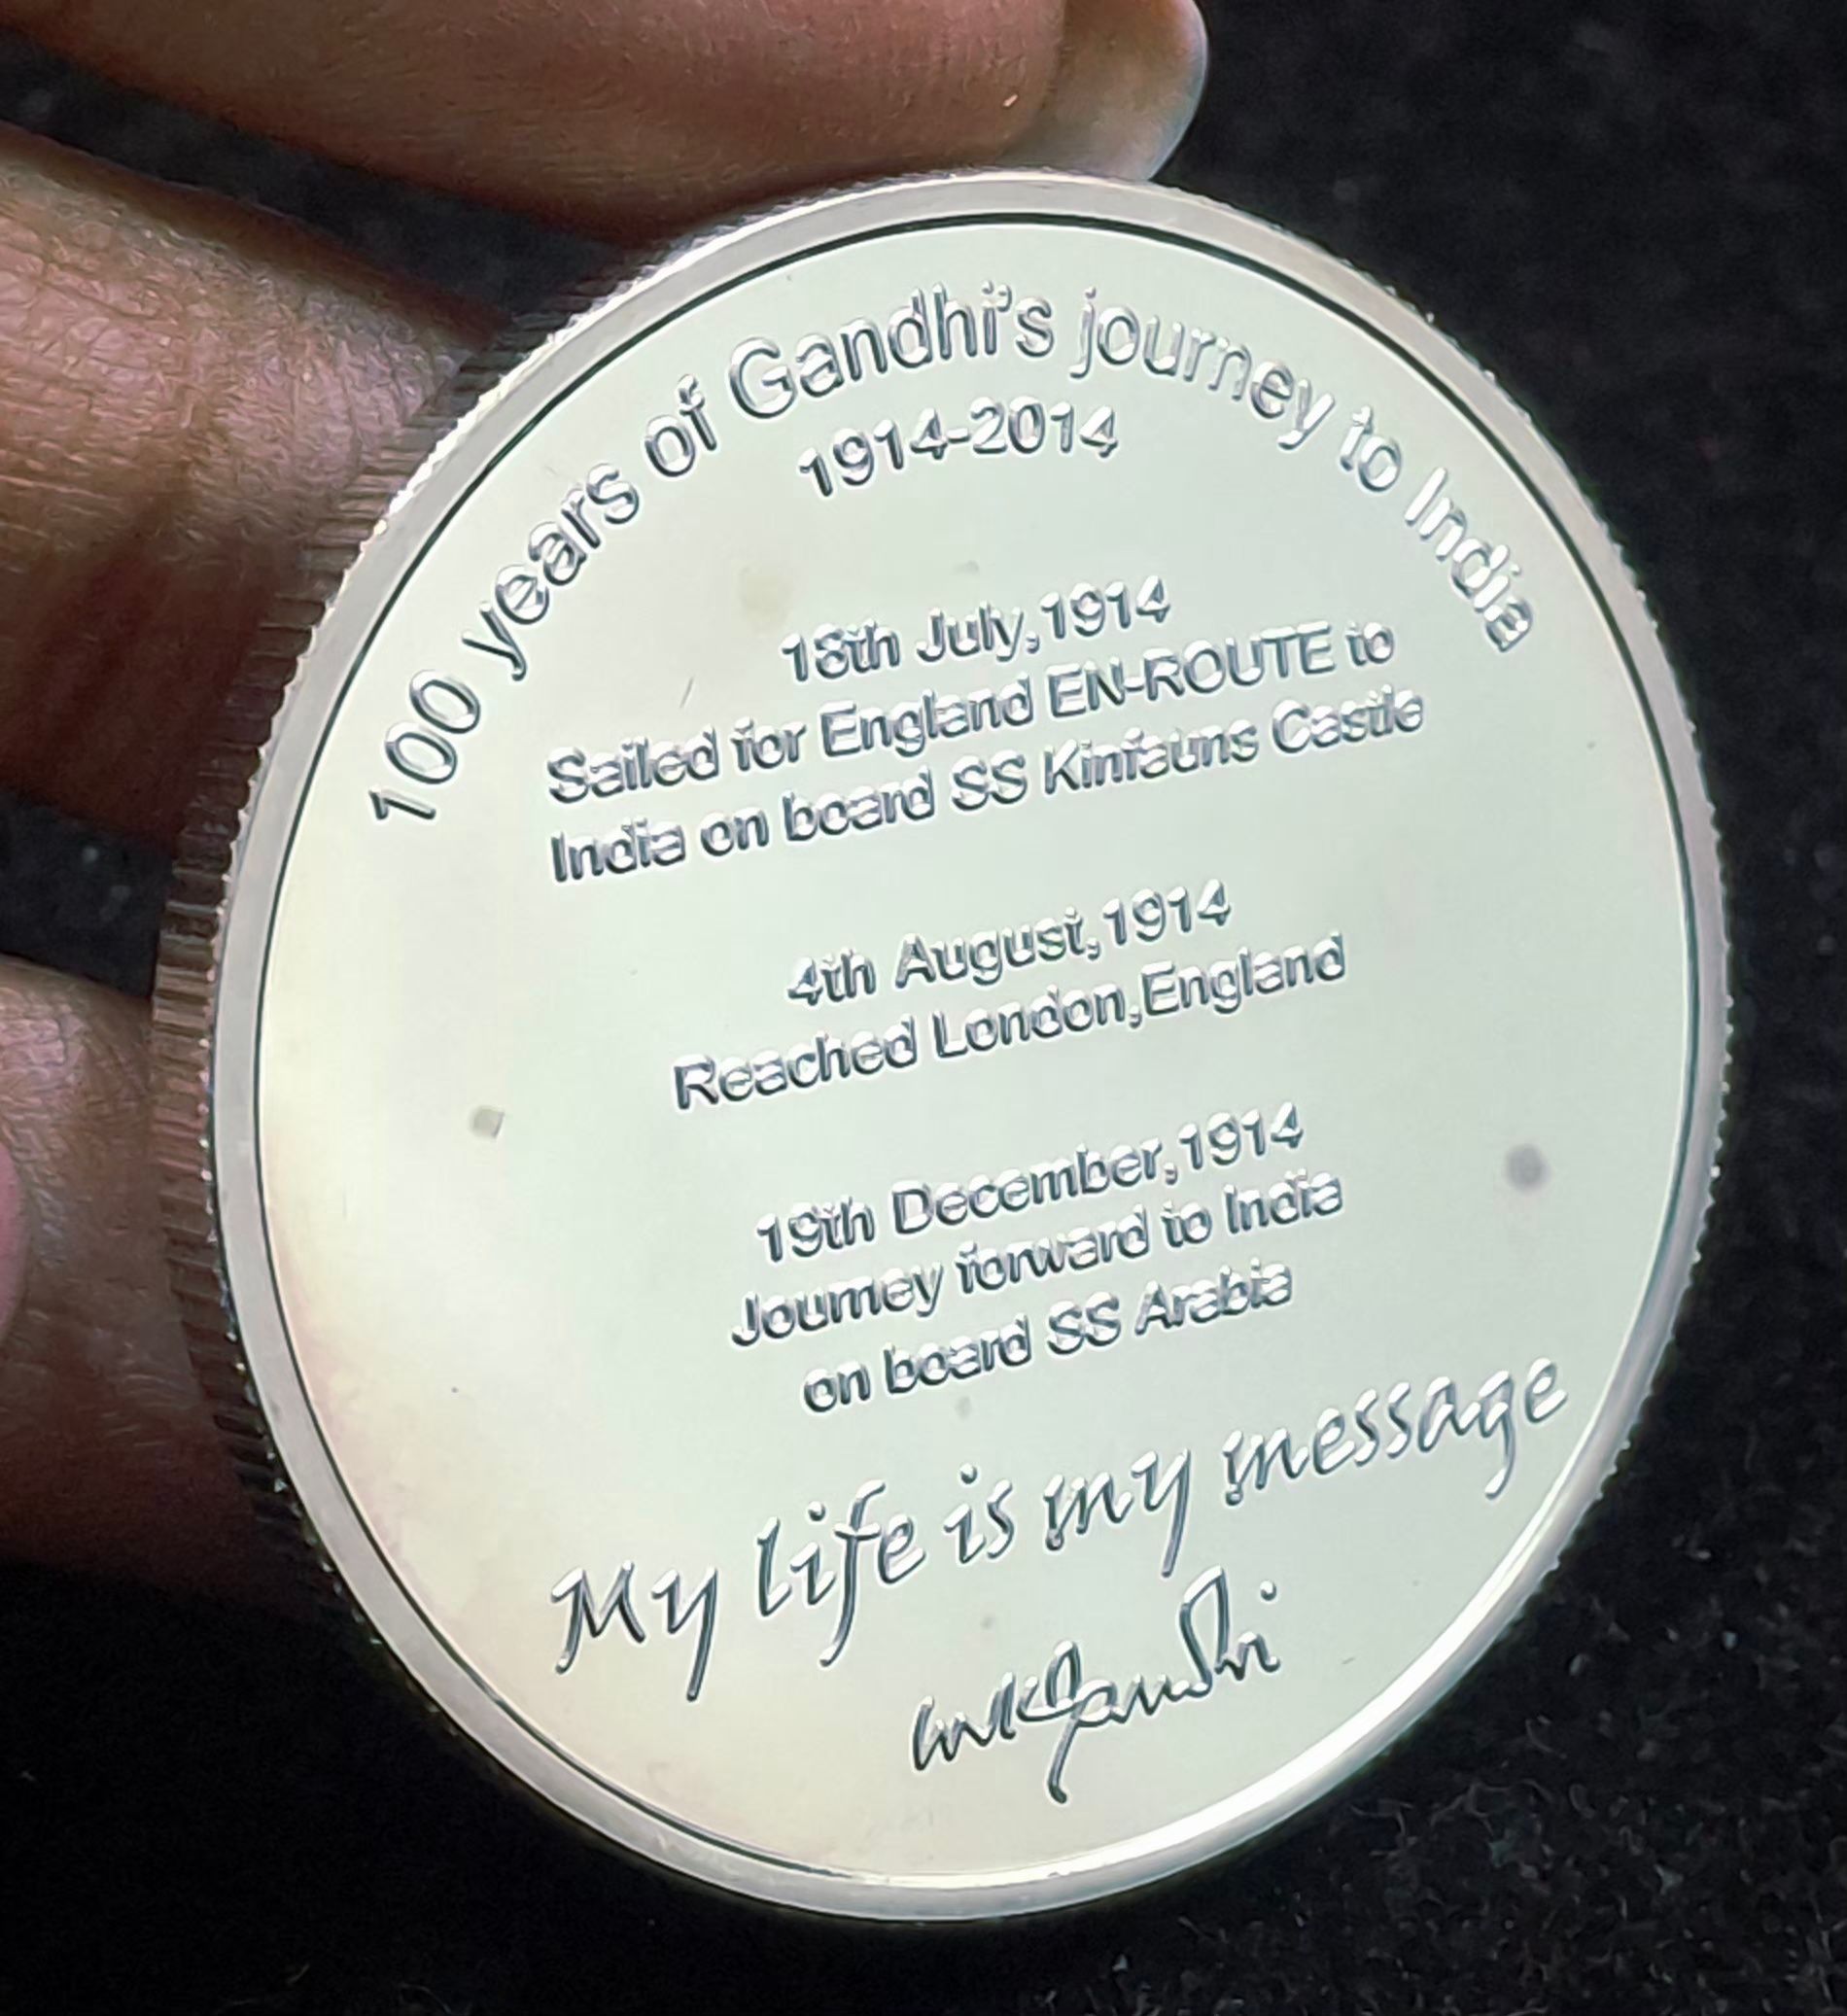 100 years of Gandhi's journey to India
1914-2014
18th July,1914
Sailed for England EN-ROUTE to
India on board SS Kinfauns Castle
4th August,1914
Reached London,England
19th December,1914
Journey forward to India
on board SS Arabia
My life is my message
MKGandhi